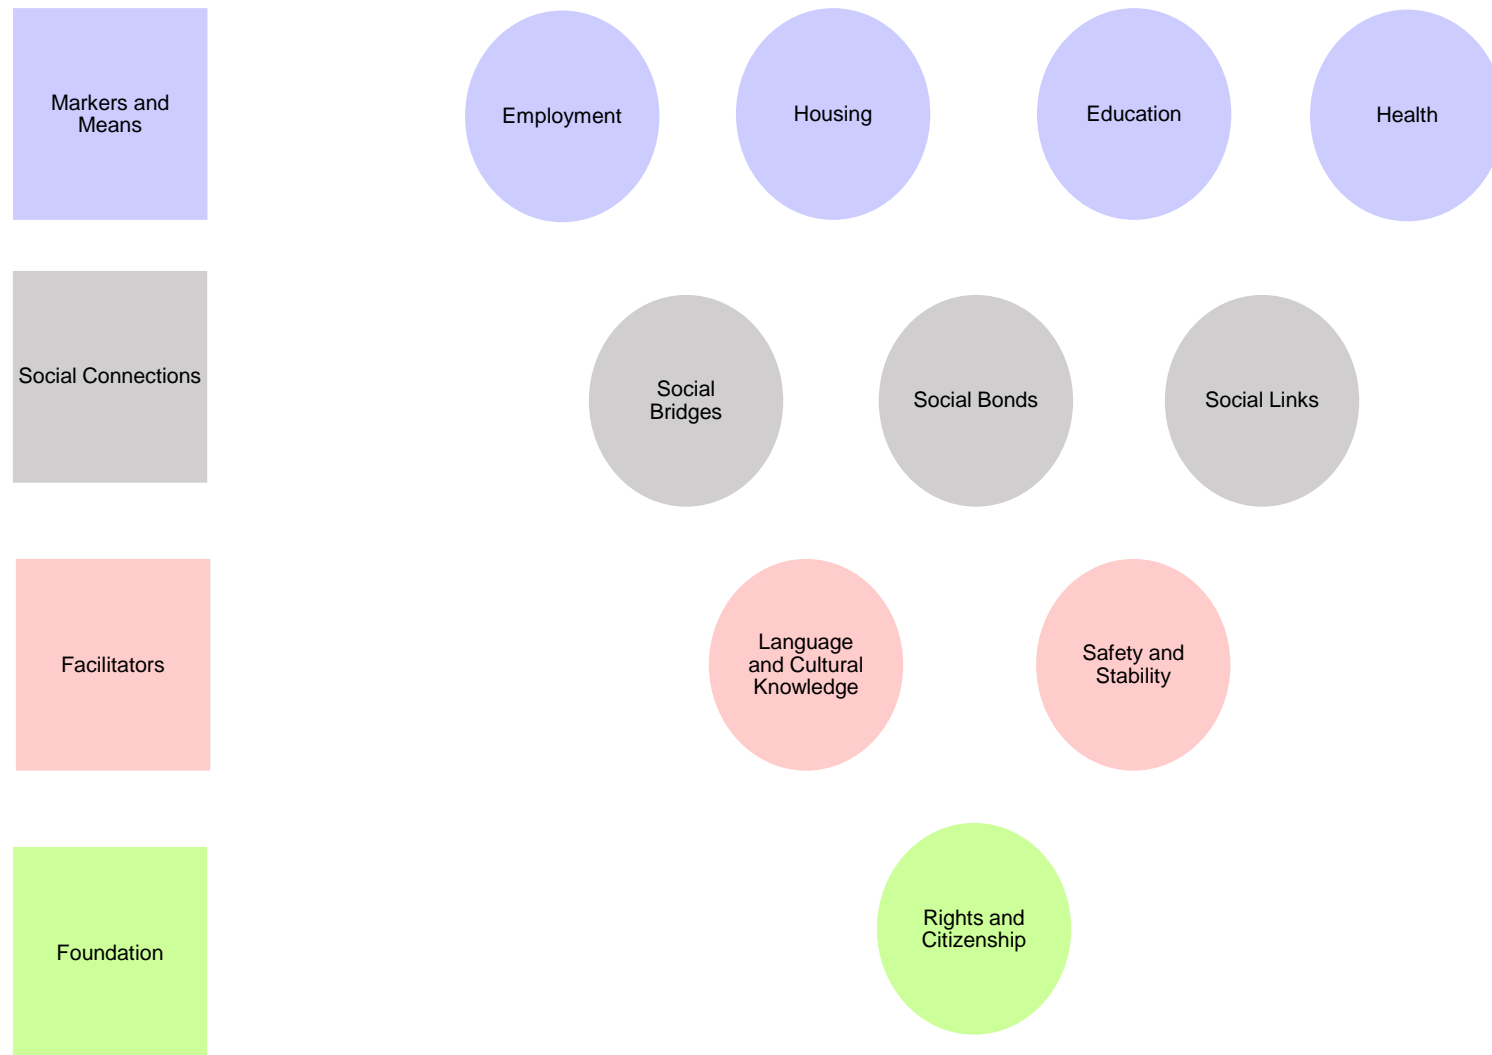 Markers and
Means
Employment
Housing
Education
Health
Social Connections
Social
Bridges
Social Bonds
Social Links
Facilitators
Language
and Cultural
Knowledge
Safety and
Stability
Foundation
Rights and
Citizenship